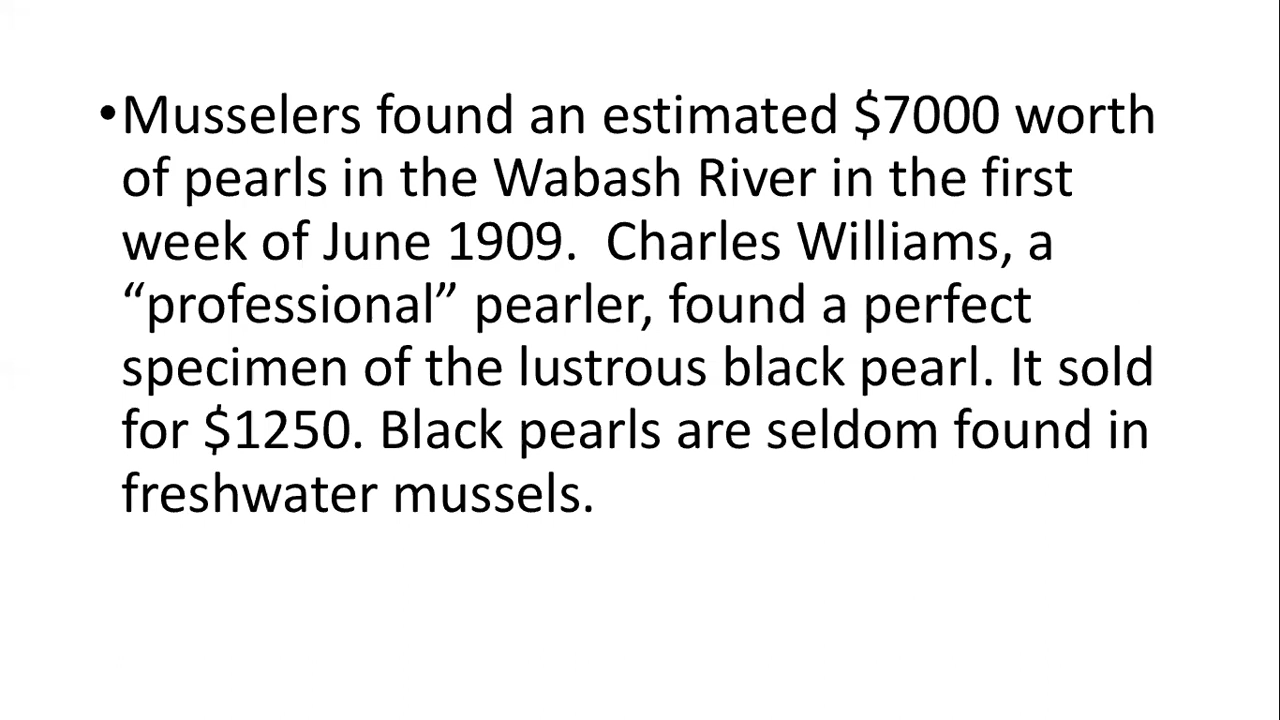 •Musselers found an estimated $7000 worth
of pearls in the Wabash River in the first
week of June 1909.  Charles Williams, a
“professional” pearler, found a perfect
specimen of the lustrous black pearl. It sold
for $1250. Black pearls are seldom found in
freshwater mussels.